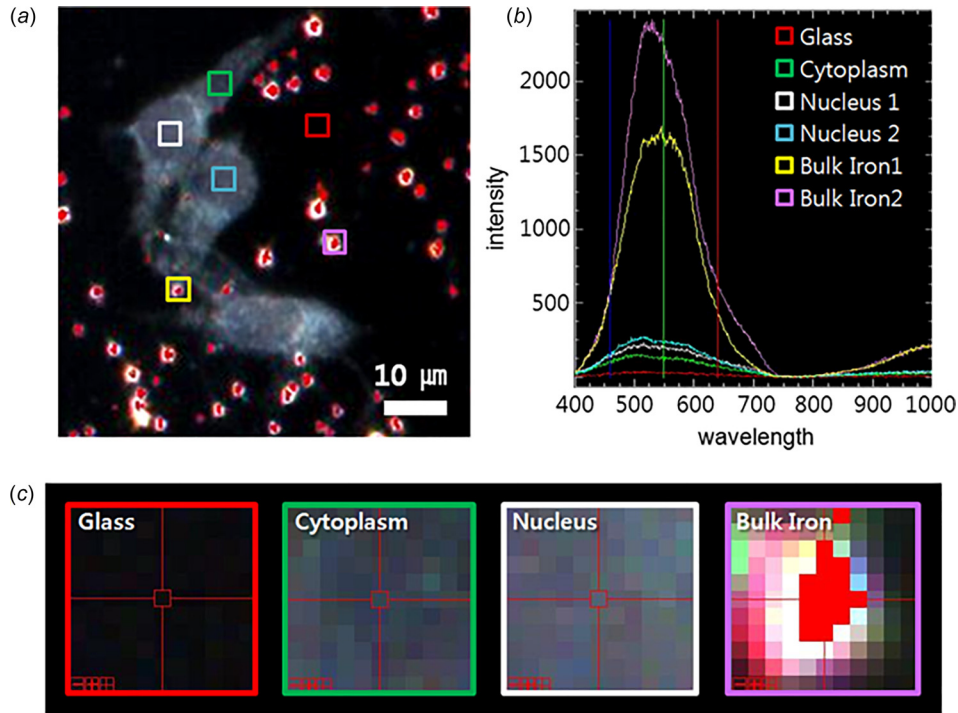 (a)
10 μm
(b)
intensity
2000
1500
1000
500
Glass
Cytoplasm
Nucleus 1
Nucleus 2
Bulk Iron1
Bulk Iron2
400 500 600 700 800 900 1000
wavelength
(c)
Glass
Cytoplasm
Nucleus
Bulk Iron